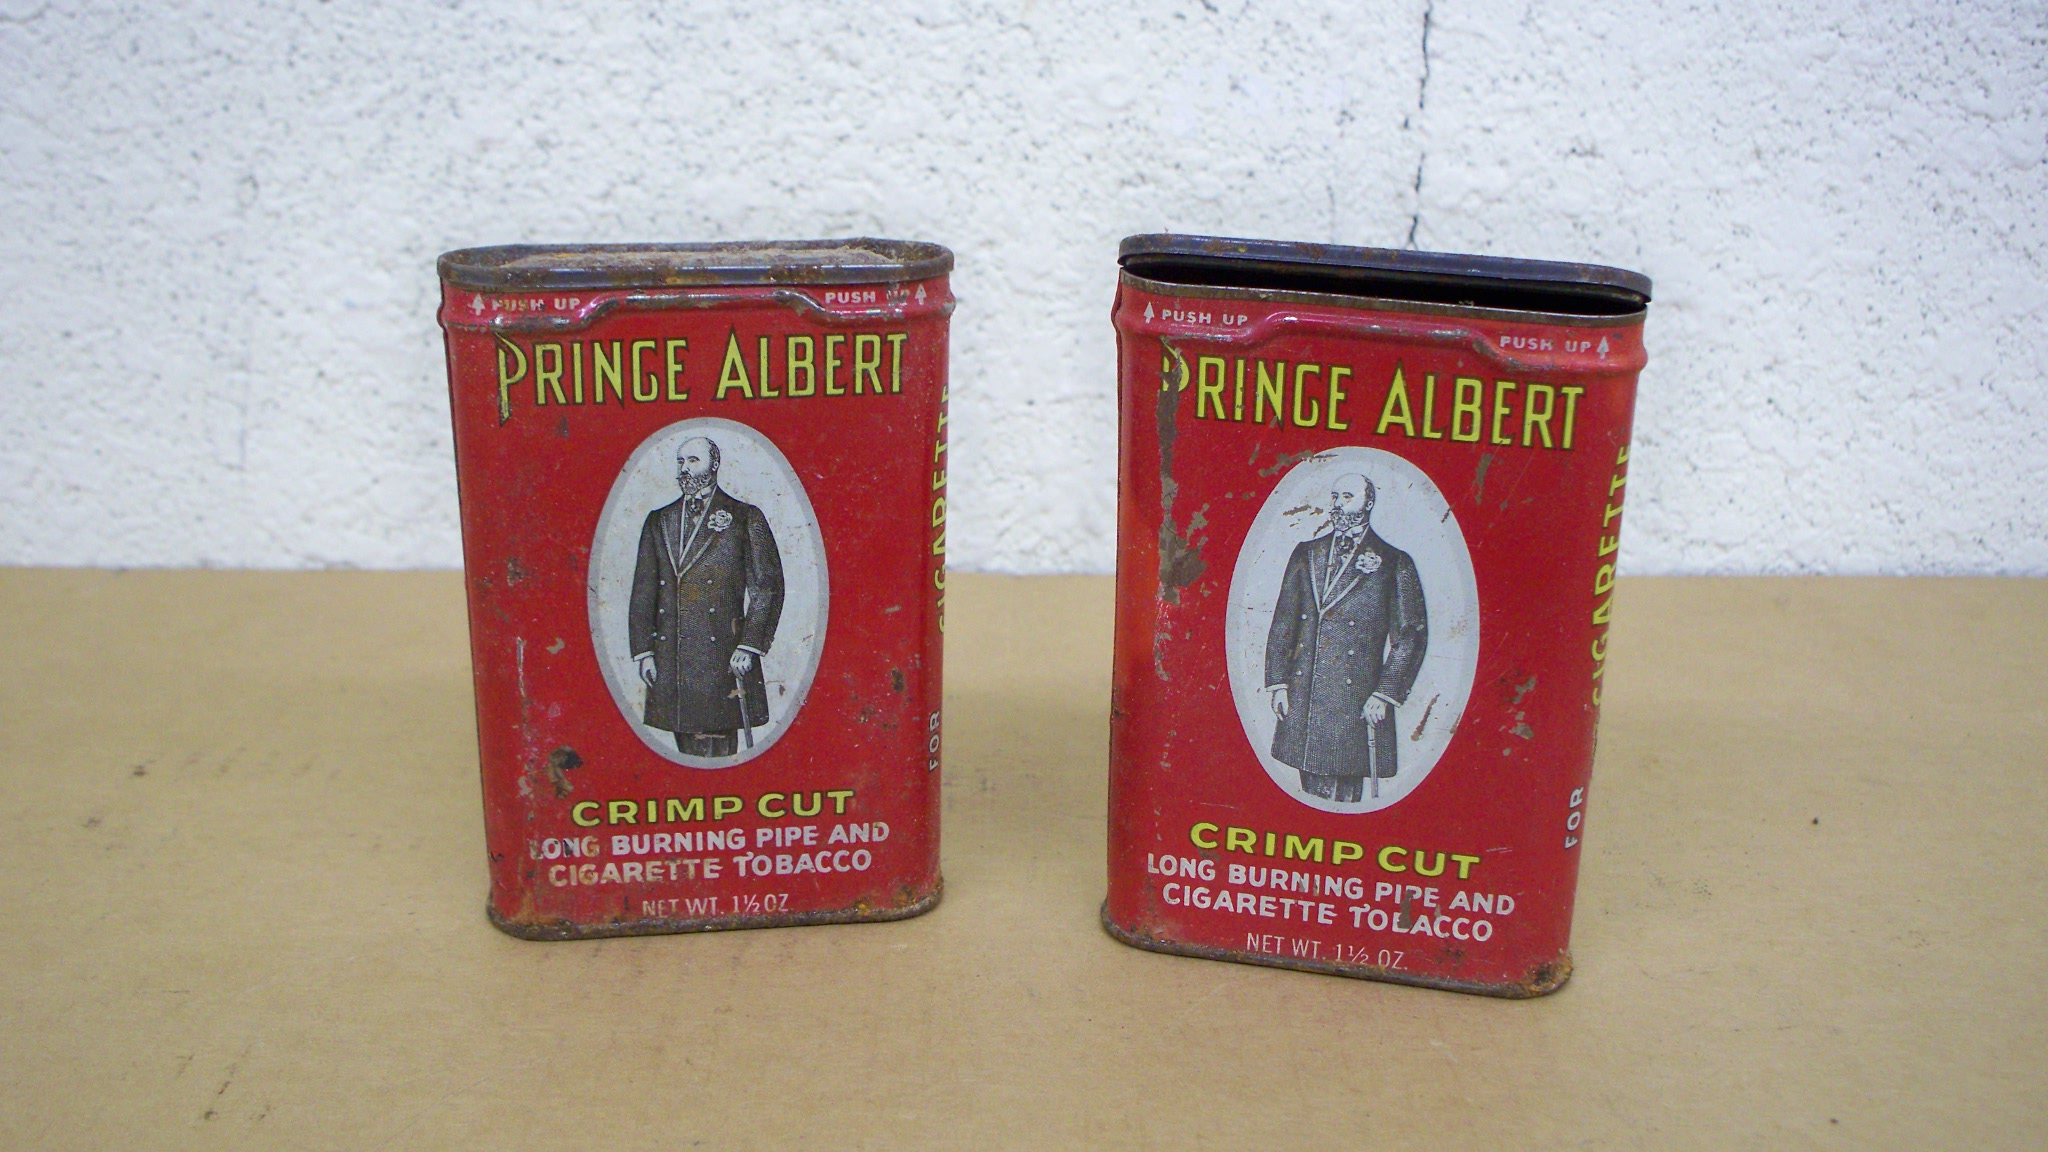 PUSH UP PUSH UP
PRINCE ALBERT
CRIMP CUT
LONG BURNING PIPE AND
CIGARETTE TOBACCO
NET WT. 1½ OZ
FOR CIGARETTE
PUSH UP PUSH UP
PRINCE ALBERT
CRIMP CUT
LONG BURNING PIPE AND
CIGARETTE TOBACCO
NET WT. 1½ OZ.
FOR CIGARETTE